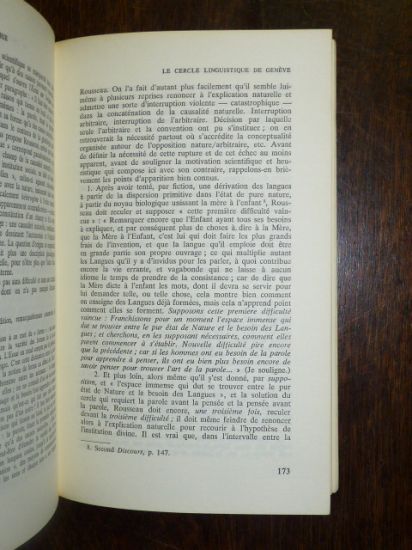 LE CERCLE LINGUISTIQUE DE GENÈVE
Rousseau. On l'a fait d'autant plus facilement qu'il semble lui-
même à plusieurs reprises renoncer à l'explication naturelle et
admettre une sorte d'interruption violente — catastrophique —
dans la concaténation de la causalité naturelle. Interruption
arbitraire, interruption de l'arbitraire. Décision par laquelle
seule l'arbitraire et la convention ont pu s'instituer ; on en
retrouverait la nécessité partout où s'accrédite la conceptualité
organisée autour de l'opposition nature/arbitraire, etc. Avant
de définir la nécessité de cette rupture et de cet échec au moins
apparent, avant de souligner la motivation scientifique et heu-
ristique qui compose ici avec son contraire, rappelons-en briè-
vement les points d'apparition bien connus.
1. Après avoir tenté, par fiction, une dérivation des langues
à partir de la dispersion primitive dans l'état de pure nature,
à partir du noyau biologique unissant la mère à l'enfant 8, Rous-
seau doit reculer et supposer « cette première difficulté vain-
cue » : « Remarquer encore que l'Enfant ayant tous ses besoins
à expliquer, et par conséquent plus de choses à dire à la Mère,
que la Mère à l'Enfant, c'est lui qui doit faire les plus grands
frais de l'invention, et que la langue qu'il emploie doit être
en grande partie son propre ouvrage ; ce qui multiplie autant
les Langues qu'il y a d'invidus pour les parler, à quoi contribue
encore la vie errante, et vagabonde qui ne laisse à aucun
idiome le temps de prendre de la consistance ; car de dire que
la Mère dicte à l'Enfant les mots, dont il devra se servir pour
lui demander telle, ou telle chose, cela montre bien comment
on enseigne des Langues déjà formées, mais cela n'apprend point
comment elles se forment. Supposons cette première difficulté
vaincue : Franchissons pour un moment l'espace immense qui
dut se trouver entre le pur état de Nature et le besoin des Lan-
gues ; et cherchons, en les supposant nécessaires, comment elles
purent commencer à s'établir. Nouvelle difficulté pire encore
que la précédente ; car si les hommes ont eu besoin de la parole
pour apprendre à penser, ils ont eu bien plus besoin encore de
savoir penser pour trouver l'art de la parole... » (Je souligne.)
2. Et plus loin, alors même qu'il s'est donné, par suppo-
sition, et « l'espace immense qui dut se trouver entre le pur
état de Nature et le besoin des Langues », et la solution du
cercle qui requiert la parole avant la pensée et la pensée avant
la parole, Rousseau doit encore, une troisième fois, reculer
devant la troisième difficulté ; il doit même feindre de renoncer
alors à l'explication naturelle pour recourir à l'hypothèse de
l'institution divine. Il est vrai que, dans l'intervalle entre la
8. Second Discours, p. 147.
173